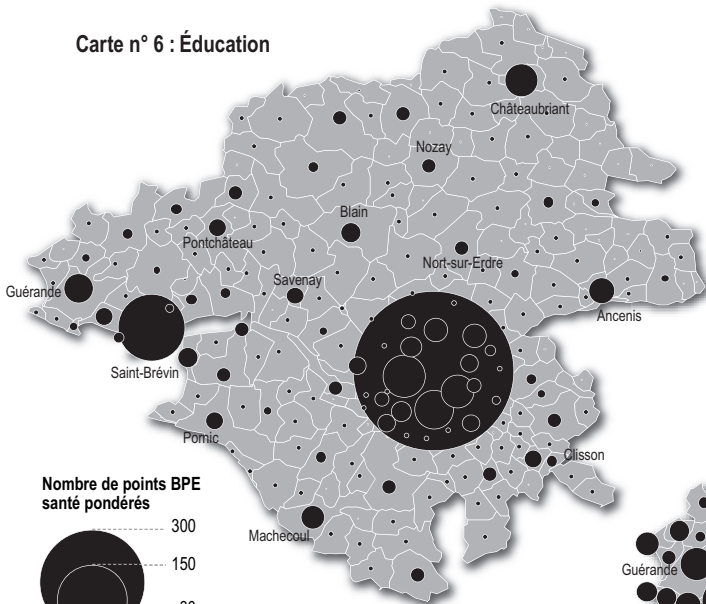 Carte n° 6 : Éducation
Châteaubriant
Nozay
Blain
Pontchâteau
Nort-sur-Erdre
Savenay
Guérande
Ancenis
Saint-Brévin
Pornic
Clisson
Nombre de points BPE
santé pondérés
300
Machecoul
150
Guérande